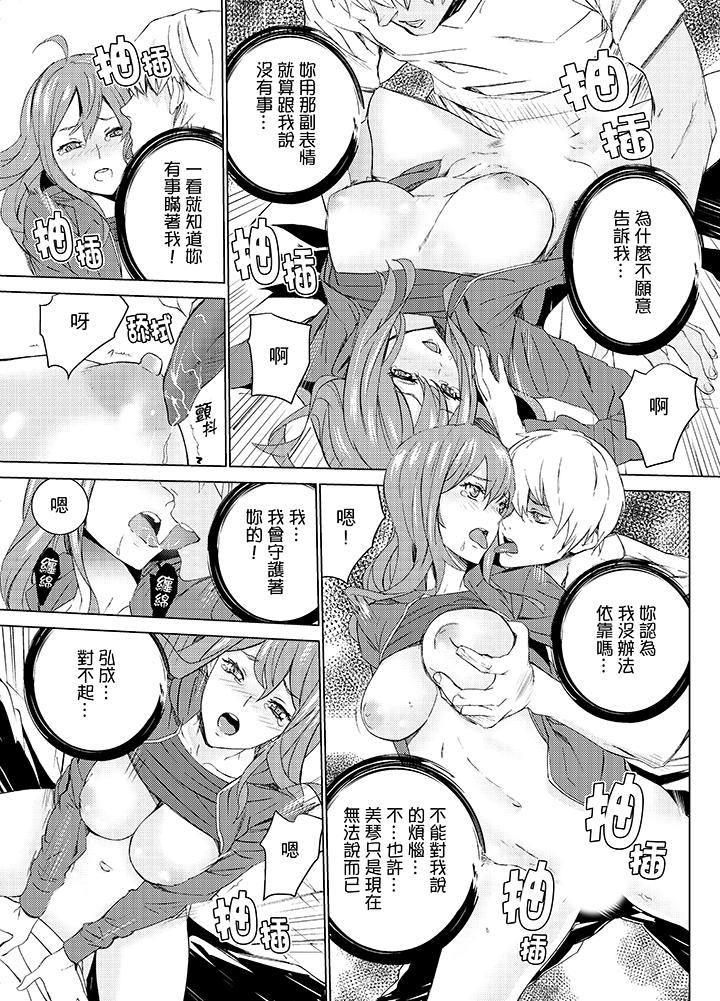 為什麼不願意
告訴我…
妳用那副表情
就算跟我說
沒有事…
抽插
抽插
抽插
啊
啊
抽插
一看就知道妳
有事瞞著我！
抽插
呀
舔拭
顫抖
嗯！
妳認為
我沒辦法
依靠嗎…
不能對我說
的煩惱…
不…也許…
美琴只是現在
無法說而已
抽插
抽插
我…
我會守護著
妳的！
嗯
纏綿
纏綿
弘成…
對不起…
嗯
抽插